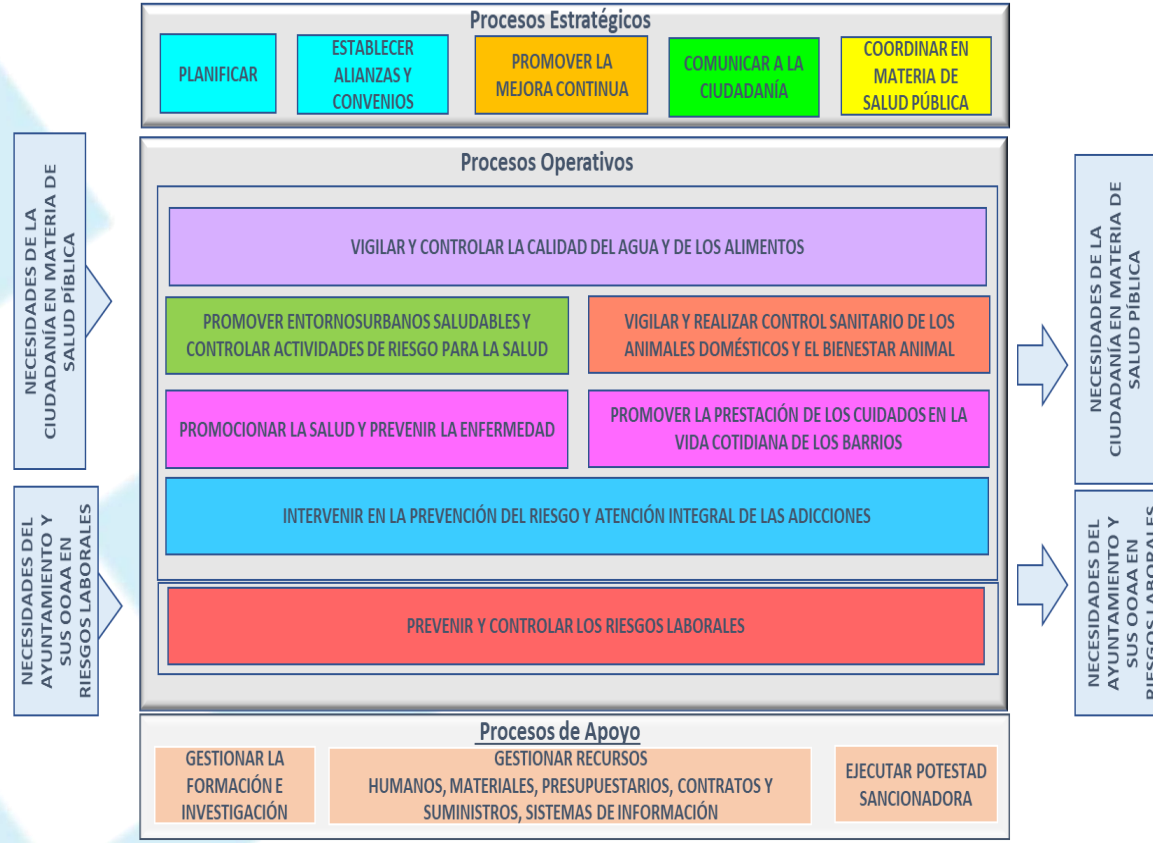 Procesos Estratégicos
PLANIFICAR
ESTABLECER
ALIANZAS Y
CONVENIOS
PROMOVER LA
MEJORA CONTINUA
COMUNICAR A LA
CIUDADANÍA
COORDINAR EN
MATERIA DE
SALUD PÚBLICA
NECESIDADES DE LA
CIUDADANÍA EN MATERIA DE
SALUD PÍBLICA
NECESIDADES DEL
AYUNTAMIENTO Y
SUS OOAA EN
RIESGOS LABORALES
Procesos Operativos
VIGILAR Y CONTROLAR LA CALIDAD DEL AGUA Y DE LOS ALIMENTOS
PROMOVER ENTORNOSURBANOS SALUDABLES Y
CONTROLAR ACTIVIDADES DE RIESGO PARA LA SALUD
VIGILAR Y REALIZAR CONTROL SANITARIO DE LOS
ANIMALES DOMÉSTICOS Y EL BIENESTAR ANIMAL
PROMOCIONAR LA SALUD Y PREVENIR LA ENFERMEDAD
PROMOVER LA PRESTACIÓN DE LOS CUIDADOS EN LA
VIDA COTIDIANA DE LOS BARRIOS
INTERVENIR EN LA PREVENCIÓN DEL RIESGO Y ATENCIÓN INTEGRAL DE LAS ADICCIONES
PREVENIR Y CONTROLAR LOS RIESGOS LABORALES
NECESIDADES DE LA
CIUDADANÍA EN MATERIA DE
SALUD PÍBLICA
NECESIDADES DEL
AYUNTAMIENTO Y
SUS OOAA EN
RIESGOS LABORALES
Procesos de Apoyo
GESTIONAR LA
FORMACIÓN E
INVESTIGACIÓN
GESTIONAR RECURSOS
HUMANOS, MATERIALES, PRESUPUESTARIOS, CONTRATOS Y
SUMINISTROS, SISTEMAS DE INFORMACIÓN
EJECUTAR POTESTAD
SANCIONADORA